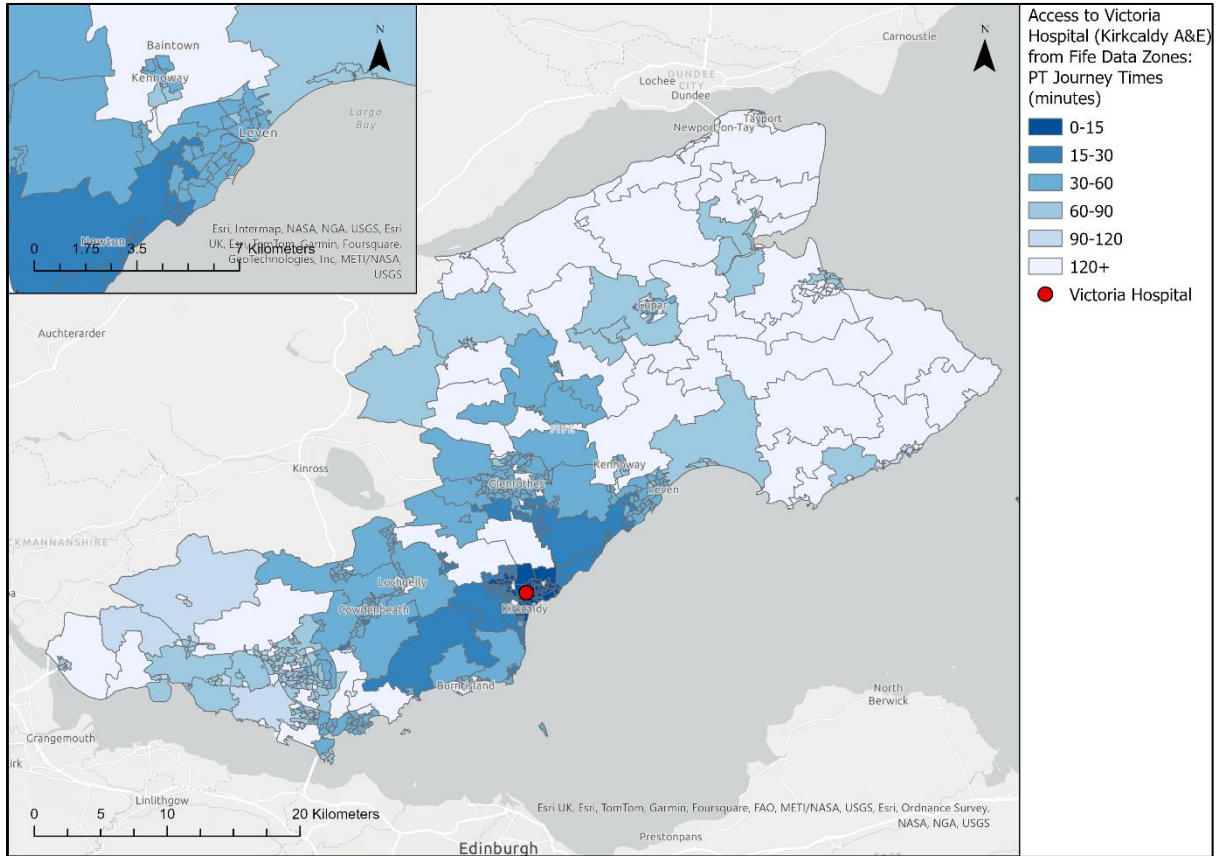 Baintown
Kennoway
N
Largo
Bay
Leven
Newton
Esri, Intermap, NASA, NGA, USGS, Esri
UK, Esri, TomTom, Garmin, Foursquare,
GeoTechnologies, Inc, METI/NASA,
USGS
0 1.75 3.5 7 Kilometers
N
Carnoustie
Lochee
DUNDEE
CITY
Dundee
Tayport
Newport-on-Tay
Auchterarder
Cupar
Kinross
FIFE
Kennoway
Glenrothes
Leven
Lochgelly
Cowdenbeath
Kirkcaldy
Burntisland
North
Berwick
Grangemouth
Linlithgow
0 5 10 20 Kilometers
Esri UK, Esri, TomTom, Garmin, Foursquare, FAO, METI/NASA, USGS, Esri, Ordnance Survey,
NASA, NGA, USGS
Prestonpans
Edinburgh
Access to Victoria
Hospital (Kirkcaldy A&E)
from Fife Data Zones:
PT Journey Times
(minutes)
0-15
15-30
30-60
60-90
90-120
120+
Victoria Hospital